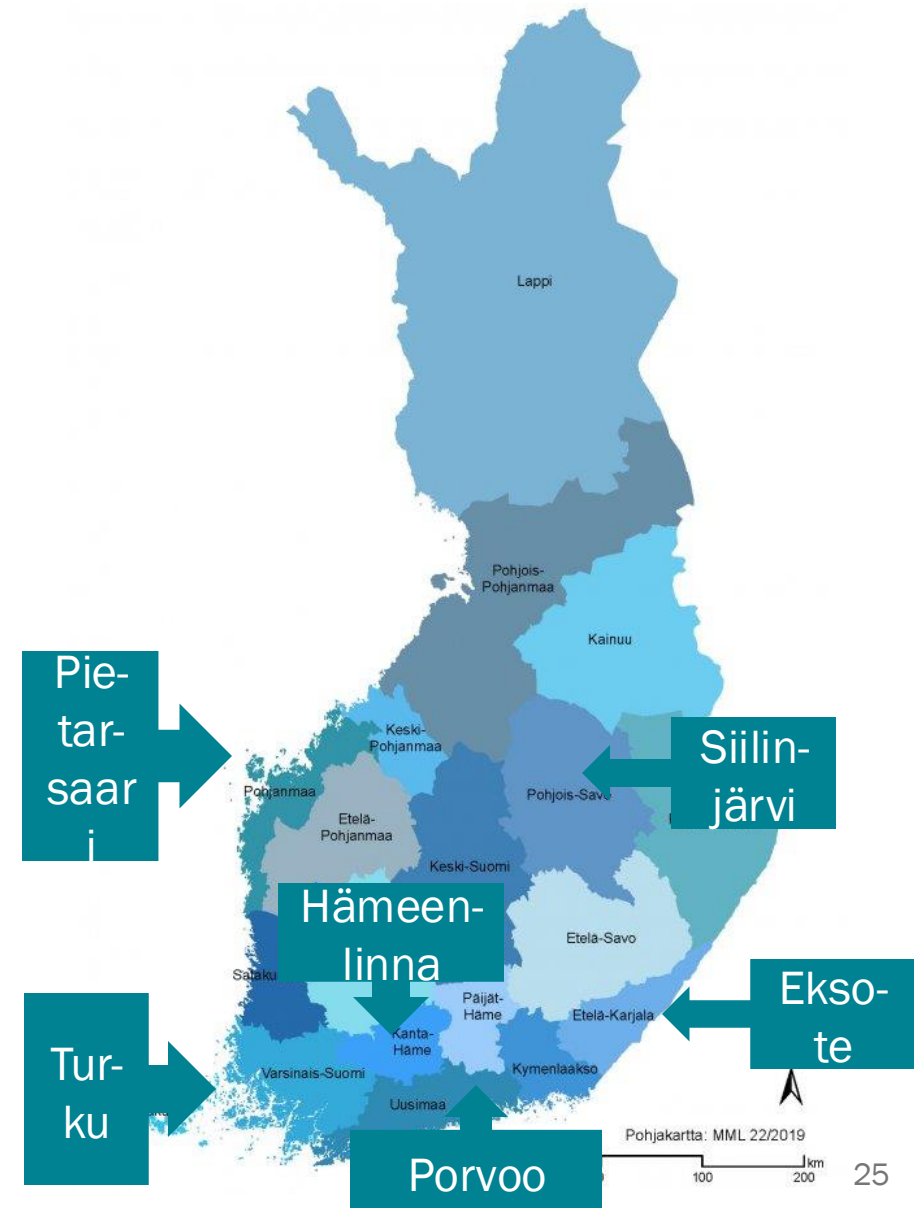 Lappi
Pohjois-
Pohjanmaa
Kainuu
Pie-
tar-
saar
i
Keski-
Pohjanmaa
Siilin-
järvi
Pohjanmaa
Pohjois-Savo
Etelä-
Pohjanmaa
Keski-Suomi
Hämeen-
linna
Etelä-Savo
Sataku
Päijät-
Häme
Etelä-Karjala
Ekso-
te
Kanta-
Häme
Tur-
ku
Varsinais-Suomi
Kymenlaakso
Uusimaa
Pohjakartta: MML 22/2019
Porvoo
0
100
200
km
25